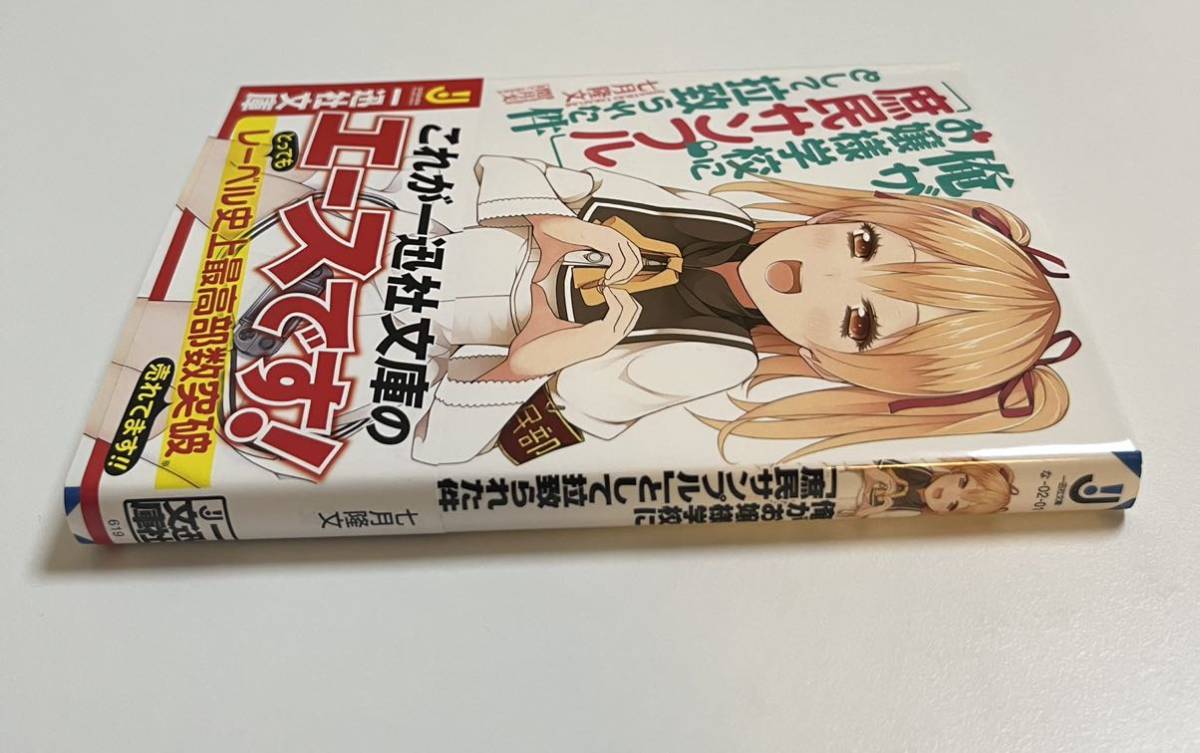 俺がお嬢様学校に
「庶民サンプル」
として拉致られた件
七月隆文
一迅社文庫
これが一迅社文庫の
とっても
エースです!
レーベル史上最高部数突破
売れてます!!
俺がお嬢様学校に
「庶民サンプル」として拉致られた件
七月隆文
一迅社
文庫
619
一迅社文庫
な-02-01